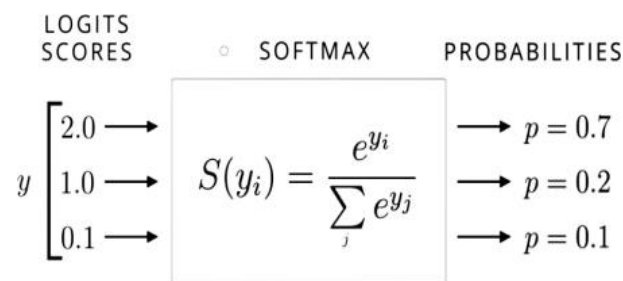 LOGITS
SCORES SOFTMAX PROBABILITIES
y [ 2.0 → S(y_i) = e^{y_i} / ∑_j e^{y_j} → p = 0.7
1.0 → → p = 0.2
0.1 → → p = 0.1